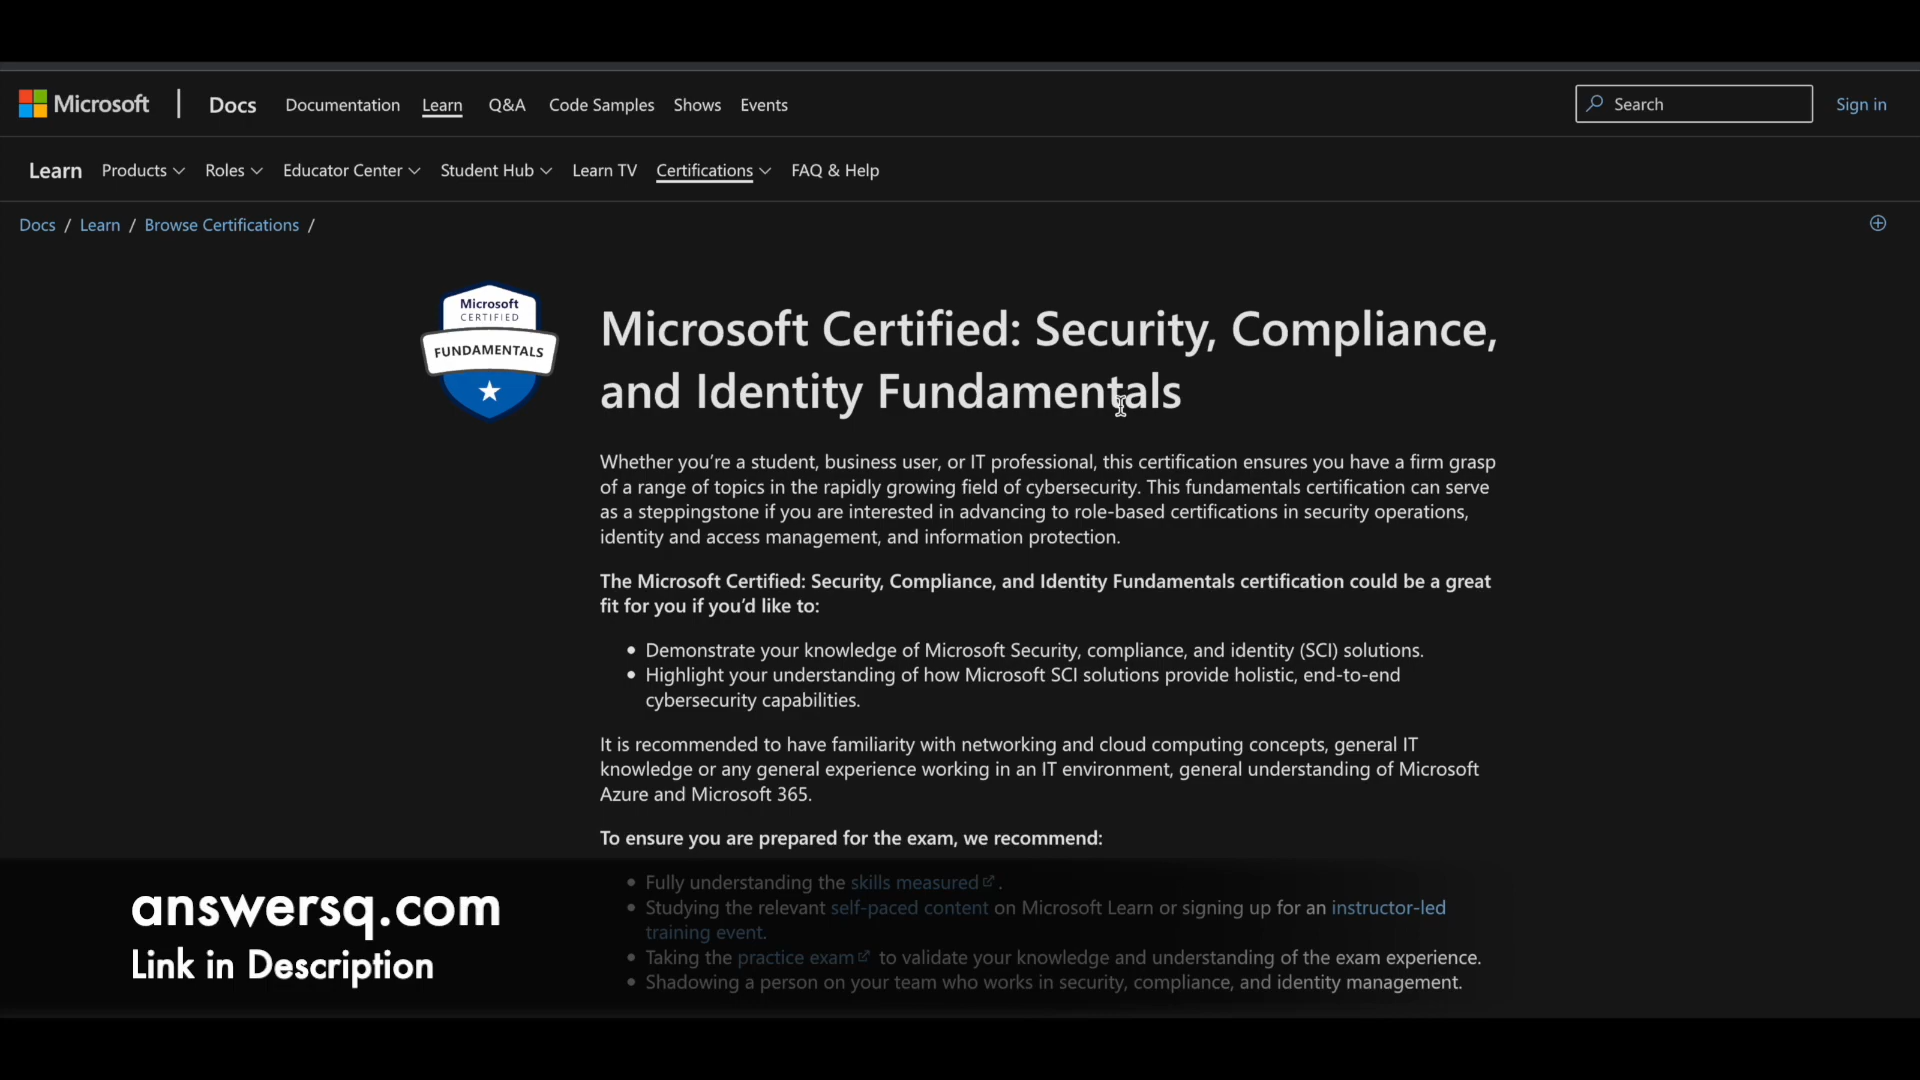 Microsoft | Docs Documentation Learn Q&A Code Samples Shows Events Search Sign in
Learn Products Roles Educator Center Student Hub Learn TV Certifications FAQ & Help
Docs / Learn / Browse Certifications /
Microsoft
CERTIFIED
FUNDAMENTALS
Microsoft Certified: Security, Compliance,
and Identity Fundamentals
Whether you're a student, business user, or IT professional, this certification ensures you have a firm grasp
of a range of topics in the rapidly growing field of cybersecurity. This fundamentals certification can serve
as a steppingstone if you are interested in advancing to role-based certifications in security operations,
identity and access management, and information protection.
The Microsoft Certified: Security, Compliance, and Identity Fundamentals certification could be a great
fit for you if you'd like to:
• Demonstrate your knowledge of Microsoft Security, compliance, and identity (SCI) solutions.
• Highlight your understanding of how Microsoft SCI solutions provide holistic, end-to-end
cybersecurity capabilities.
It is recommended to have familiarity with networking and cloud computing concepts, general IT
knowledge or any general experience working in an IT environment, general understanding of Microsoft
Azure and Microsoft 365.
To ensure you are prepared for the exam, we recommend:
• Fully understanding the skills measured .
• Studying the relevant self-paced content on Microsoft Learn or signing up for an instructor-led
training event.
• Taking the practice exam to validate your knowledge and understanding of the exam experience.
• Shadowing a person on your team who works in security, compliance, and identity management.
answersq.com
Link in Description